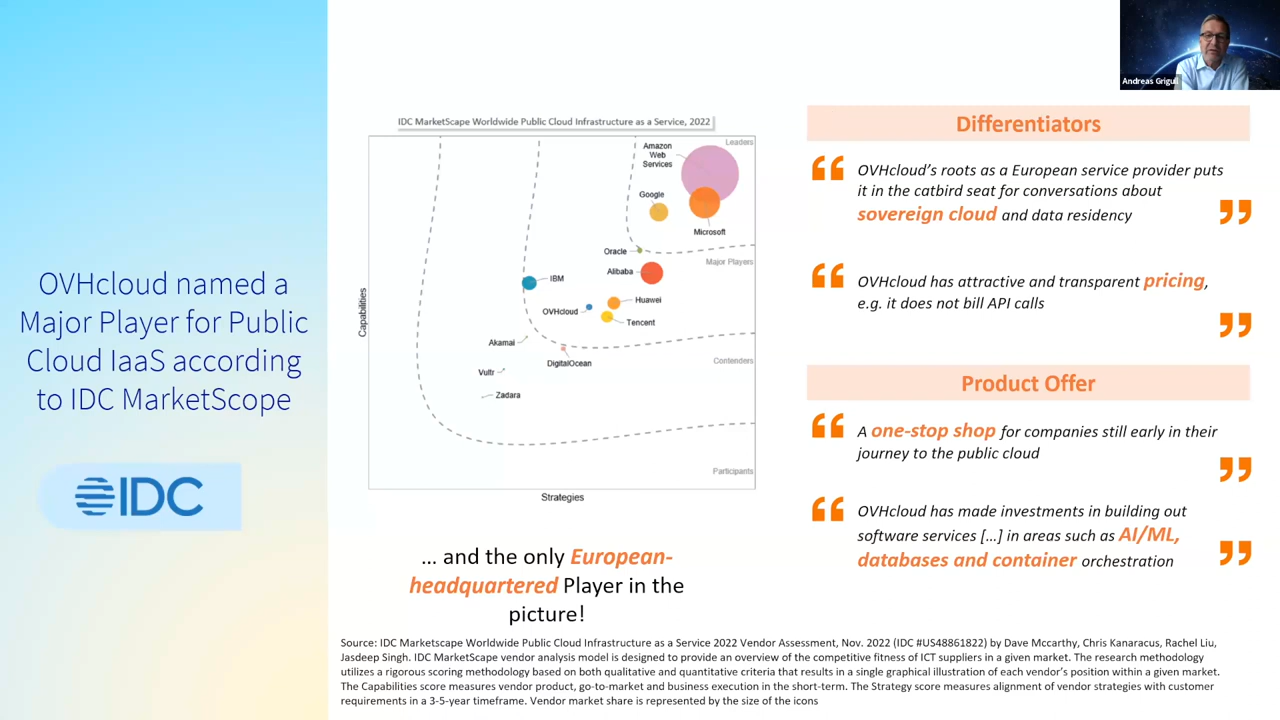 Andreas Grigull
OVHcloud named a
Major Player for Public
Cloud IaaS according
to IDC MarketScope
IDC
IDC MarketScape Worldwide Public Cloud Infrastructure as a Service, 2022
Leaders
Amazon
Web
Services
Google
Microsoft
Oracle
Major Players
Alibaba
IBM
Huawei
OVHcloud
Tencent
Akamai
DigitalOcean
Contenders
Vultr
Zadara
Participants
Capabilities
Strategies
… and the only European-
headquartered Player in the
picture!
Differentiators
“ OVHcloud’s roots as a European service provider puts
it in the catbird seat for conversations about
sovereign cloud and data residency ”
“ OVHcloud has attractive and transparent pricing,
e.g. it does not bill API calls ”
Product Offer
“ A one-stop shop for companies still early in their
journey to the public cloud ”
“ OVHcloud has made investments in building out
software services […] in areas such as AI/ML,
databases and container orchestration ”
Source: IDC Marketscape Worldwide Public Cloud Infrastructure as a Service 2022 Vendor Assessment, Nov. 2022 (IDC #US48861822) by Dave Mccarthy, Chris Kanaracus, Rachel Liu,
Jasdeep Singh. IDC MarketScape vendor analysis model is designed to provide an overview of the competitive fitness of ICT suppliers in a given market. The research methodology
utilizes a rigorous scoring methodology based on both qualitative and quantitative criteria that results in a single graphical illustration of each vendor’s position within a given market.
The Capabilities score measures vendor product, go-to-market and business execution in the short-term. The Strategy score measures alignment of vendor strategies with customer
requirements in a 3-5-year timeframe. Vendor market share is represented by the size of the icons